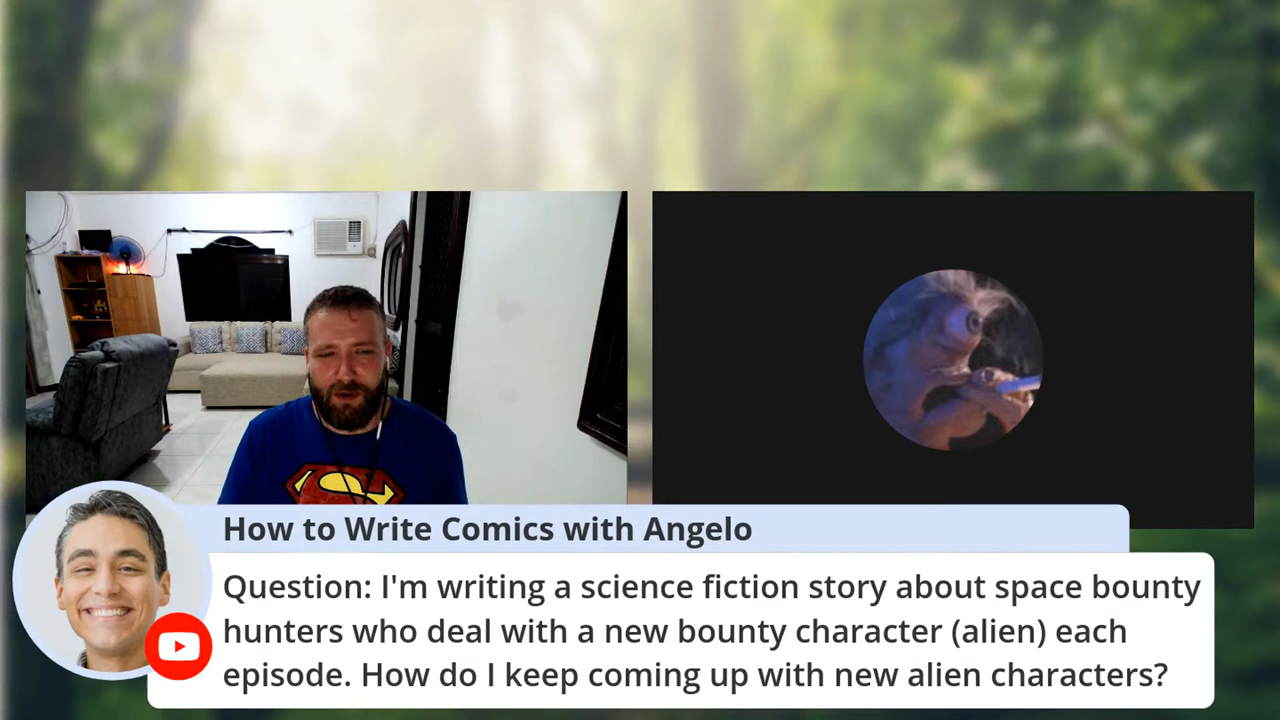 How to Write Comics with Angelo
Question: I'm writing a science fiction story about space bounty
hunters who deal with a new bounty character (alien) each
episode. How do I keep coming up with new alien characters?